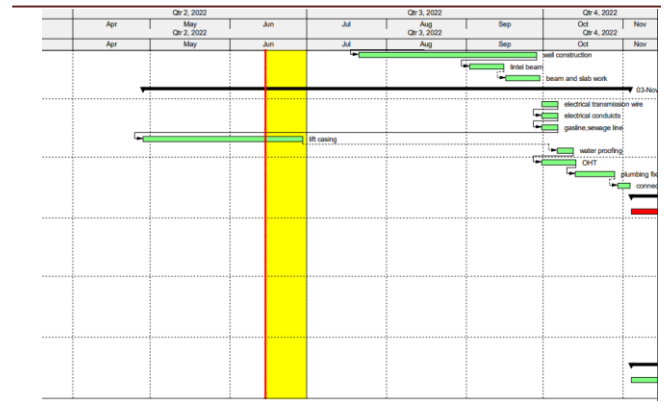 Qtr 2, 2022 Qtr 3, 2022 Qtr 4, 2022
Apr May Jun Jul Aug Sep Oct Nov
Qtr 2, 2022 Qtr 3, 2022 Qtr 4, 2022
Apr May Jun Jul Aug Sep Oct Nov
wall construction
lintel beam
beam and slab work
03-Nov
electrical transmission wire
electrical conduicts
gasline,sewage line
lift casing
water proofing
OHT
plumbing fix
connec